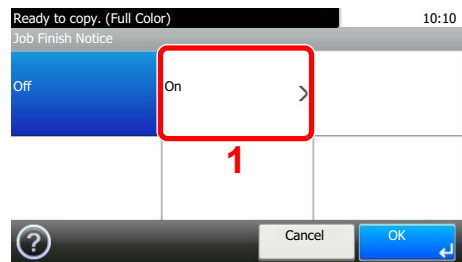 Ready to copy. (Full Color) 10:10
Job Finish Notice
Off On >
1
? Cancel OK